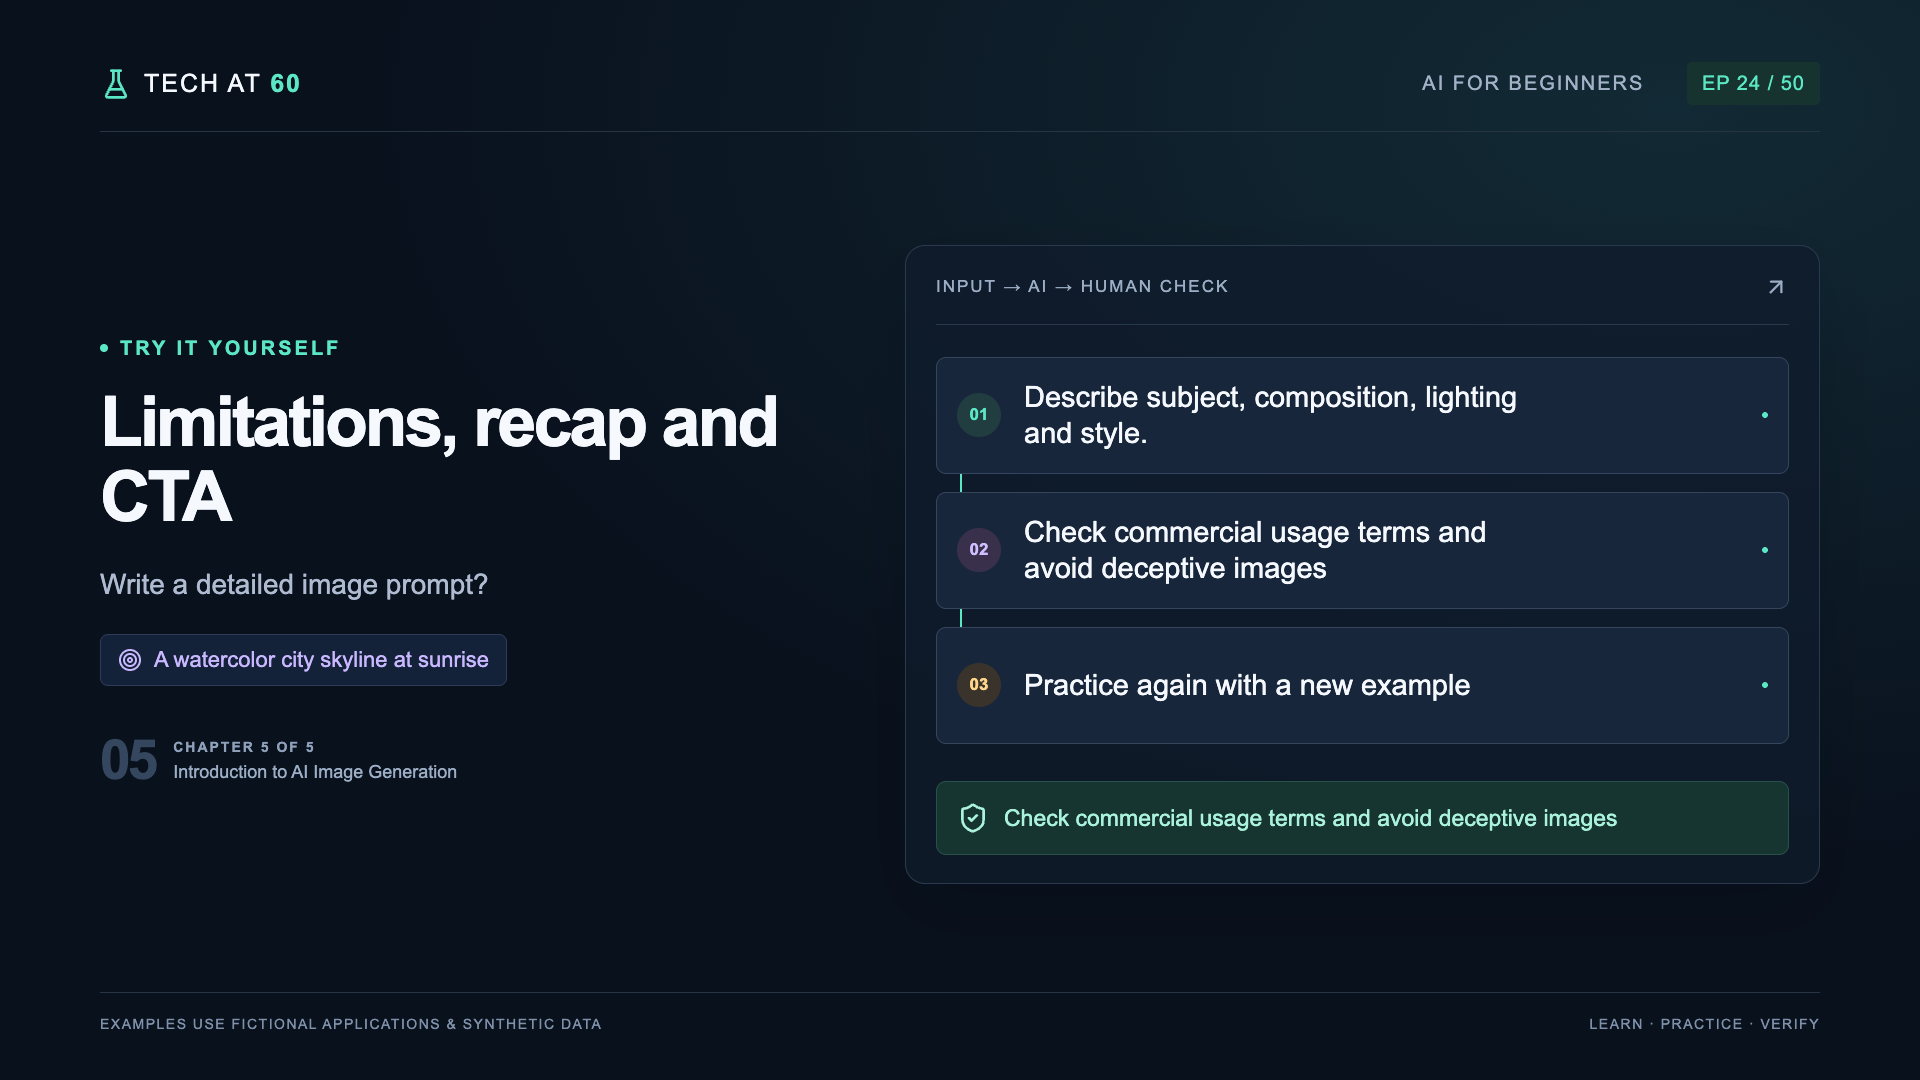 TECH AT 60
AI FOR BEGINNERS
EP 24 / 50
• TRY IT YOURSELF
Limitations, recap and
CTA
Write a detailed image prompt?
A watercolor city skyline at sunrise
05
CHAPTER 5 OF 5
Introduction to AI Image Generation
INPUT → AI → HUMAN CHECK
01
Describe subject, composition, lighting
and style.
02
Check commercial usage terms and
avoid deceptive images
03
Practice again with a new example
Check commercial usage terms and avoid deceptive images
EXAMPLES USE FICTIONAL APPLICATIONS & SYNTHETIC DATA
LEARN · PRACTICE · VERIFY